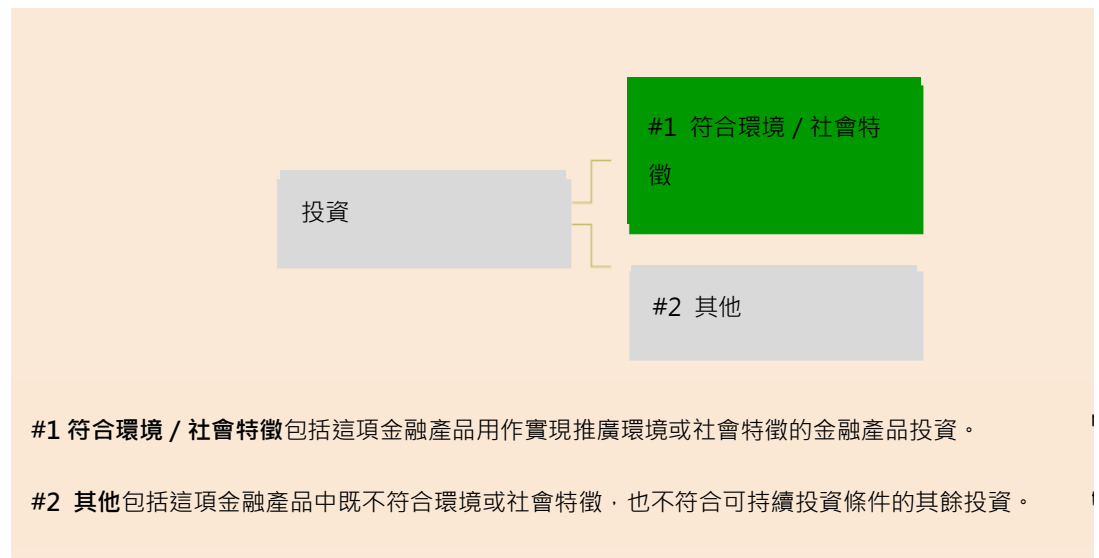 #1 符合環境 / 社會特
徵
投資
#2 其他
#1 符合環境 / 社會特徵包括這項金融產品用作實現推廣環境或社會特徵的金融產品投資。
#2 其他包括這項金融產品中既不符合環境或社會特徵，也不符合可持續投資條件的其餘投資。